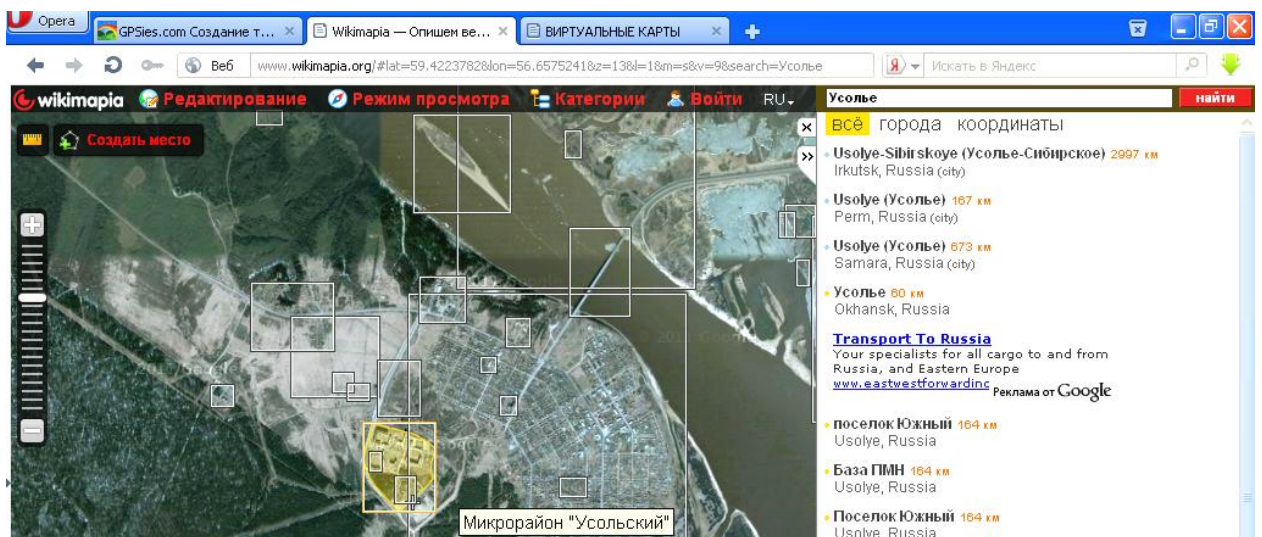 Opera
GPSies.com Создание т...
Wikimapia — Опишем ве...
ВИРТУАЛЬНЫЕ КАРТЫ
Веб
www.wikimapia.org/#lat=59.4223782&lon=56.6575241&z=13&l=1&m=s&v=9&search=Усолье
Я
Искать в Яндекс
wikimapia
Редактирование
Режим просмотра
Категории
Войти
RU
Усолье
найти
Создать место
всё города координаты
Usolye-Sibirskoye (Усолье-Сибирское) 2997 км
Irkutsk, Russia (city)
Usolye (Усолье) 167 км
Perm, Russia (city)
Usolye (Усолье) 673 км
Samara, Russia (city)
Усолье 60 км
Okhansk, Russia
Transport To Russia
Your specialists for all cargo to and from
Russia, and Eastern Europe
www.eastwestforwardinc Реклама от Google
поселок Южный 164 км
Usolye, Russia
База ПМН 164 км
Usolye, Russia
Поселок Южный 164 км
Usolye, Russia
Микрорайон "Усольский"